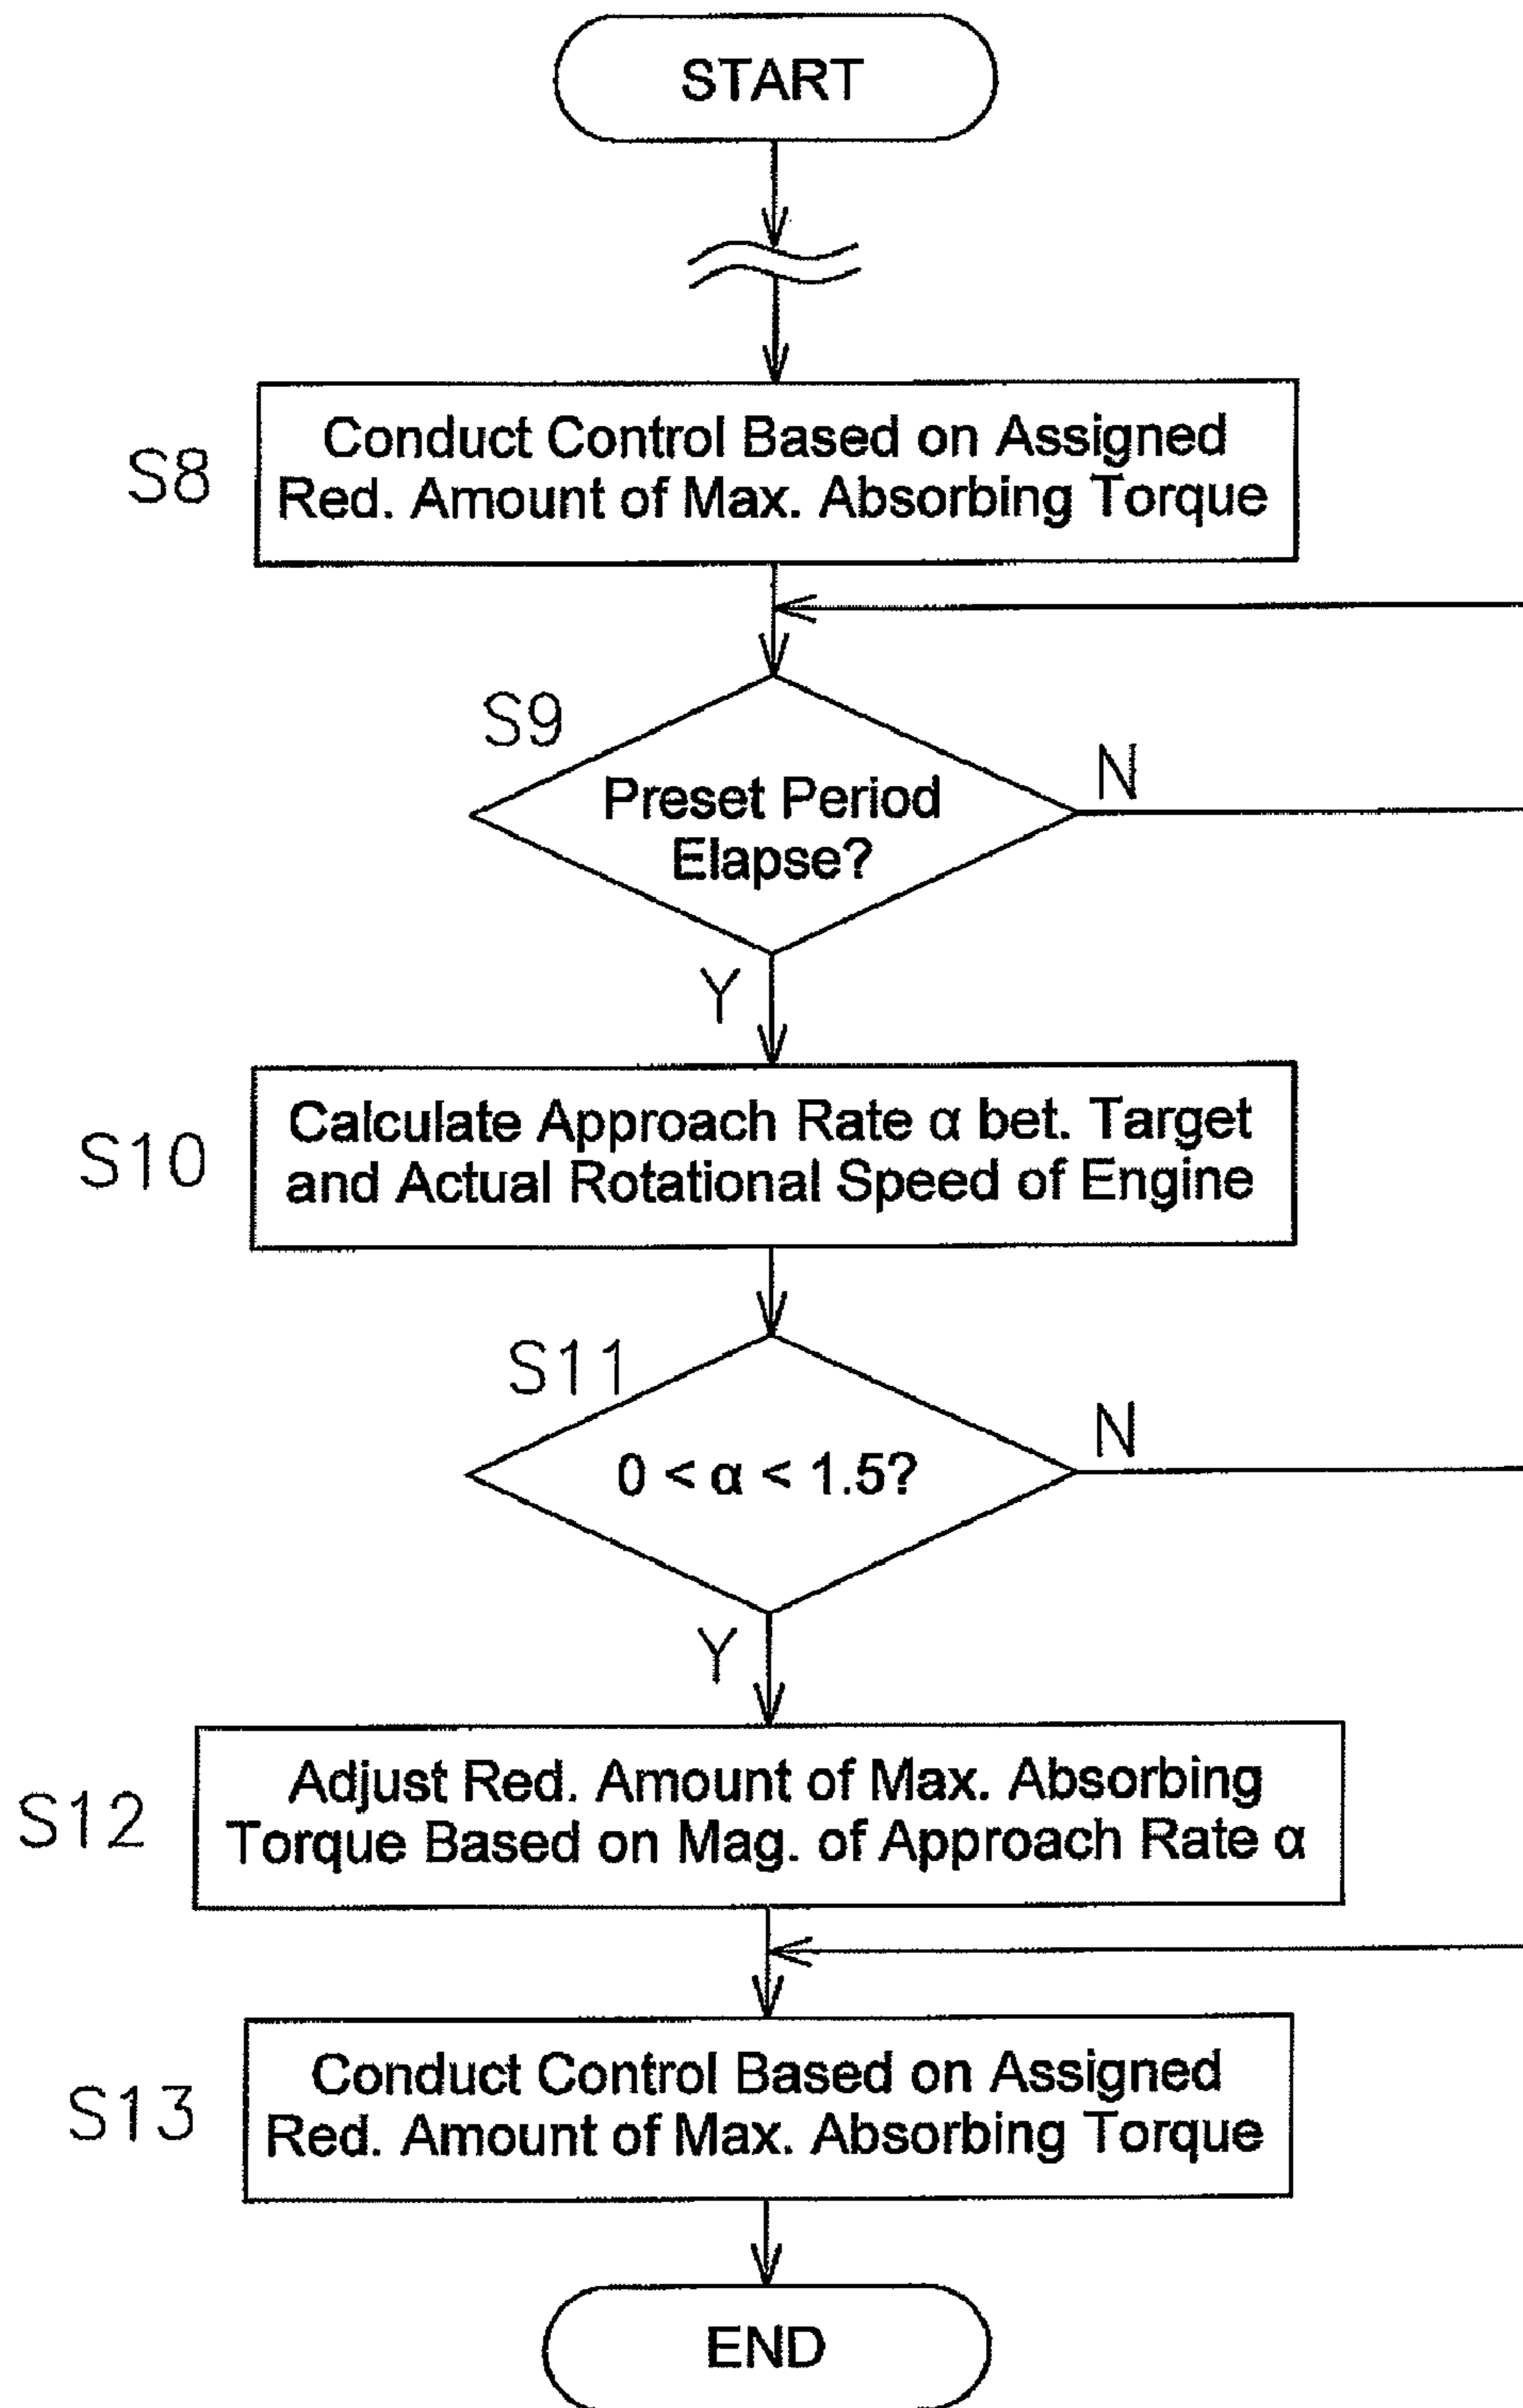 START
S8
Conduct Control Based on Assigned
Red. Amount of Max. Absorbing Torque
S9
Preset Period
Elapse?
N
Y
S10
Calculate Approach Rate α bet. Target
and Actual Rotational Speed of Engine
S11
0 < α < 1.5?
N
Y
S12
Adjust Red. Amount of Max. Absorbing
Torque Based on Mag. of Approach Rate α
S13
Conduct Control Based on Assigned
Red. Amount of Max. Absorbing Torque
END